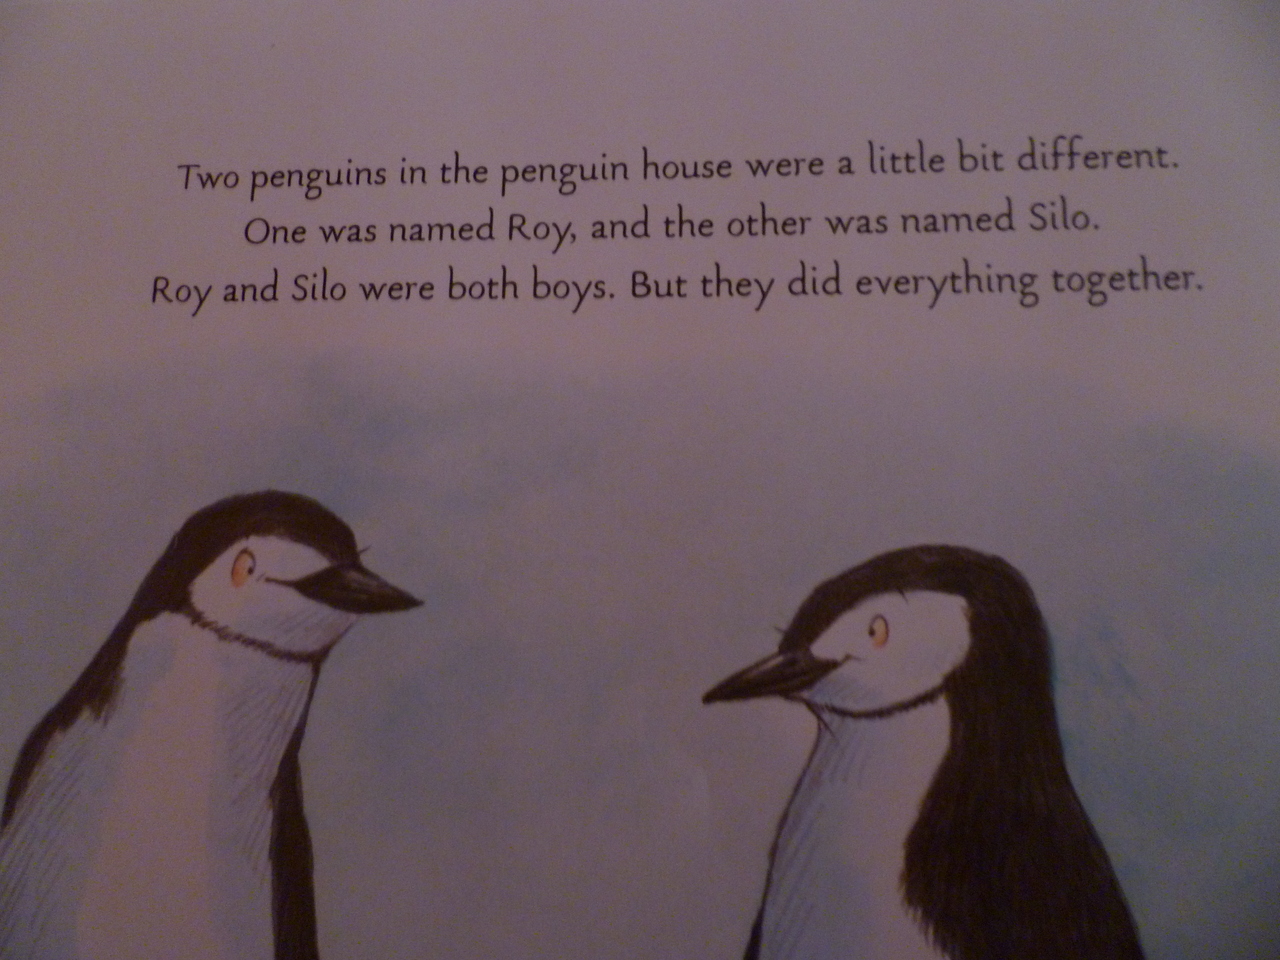 Two penguins in the penguin house were a little bit different.
One was named Roy, and the other was named Silo.
Roy and Silo were both boys. But they did everything together.